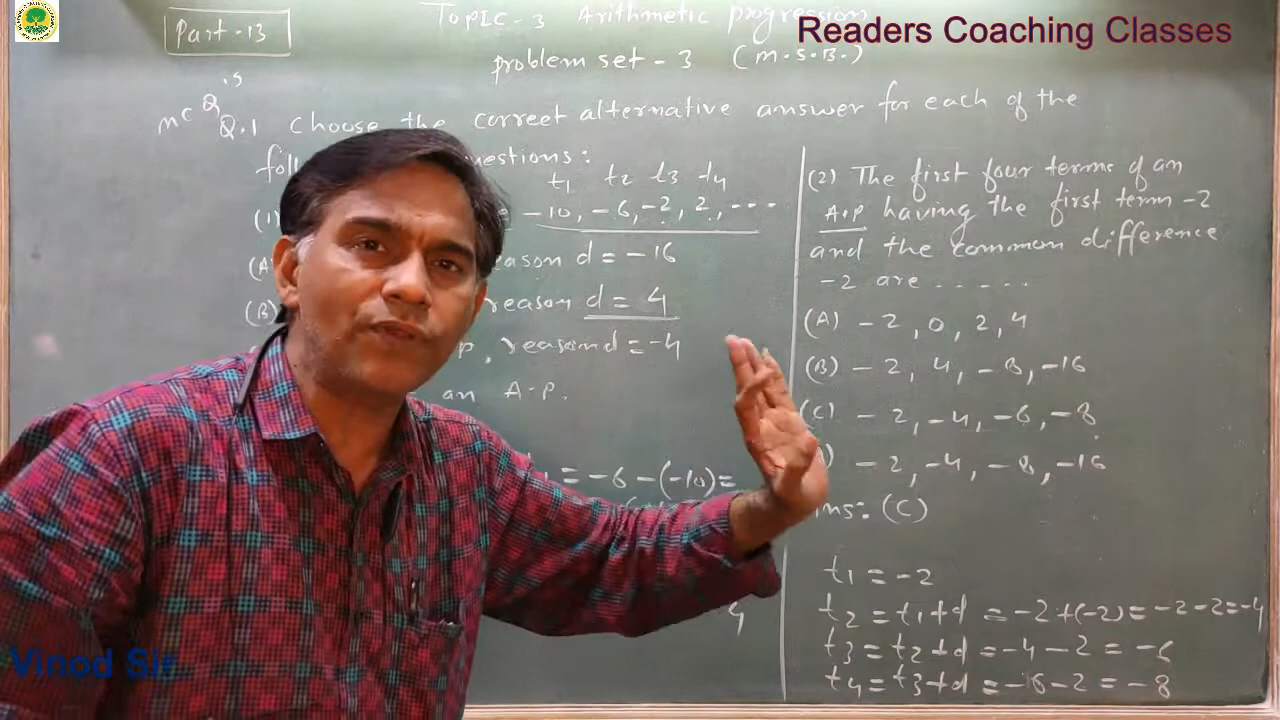 Part-13
Topic-3 Arithmetic progression
Readers Coaching Classes
problem set-3 (M.S.B.)
MCQ.s
Q.1 Choose the correct alternative answer for each of the
questions:
t1 t2 t3 t4
(1) -10, -6, -2, 2, ...
(A) reason d = -16
(B) reason d = 4
P, reason d = -4
an A.P.
= -6 -(-10) =
4
(2) The first four terms of an
A.P having the first term -2
and the common difference
-2 are .....
(A) -2, 0, 2, 4
(B) -2, 4, -8, -16
(C) -2, -4, -6, -8
-2, -4, -8, -16
Ans: (C)
t1 = -2
t2 = t1+d = -2+(-2) = -2-2 = -4
t3 = t2+d = -4-2 = -6
t4 = t3+d = -6-2 = -8
Vinod Sir